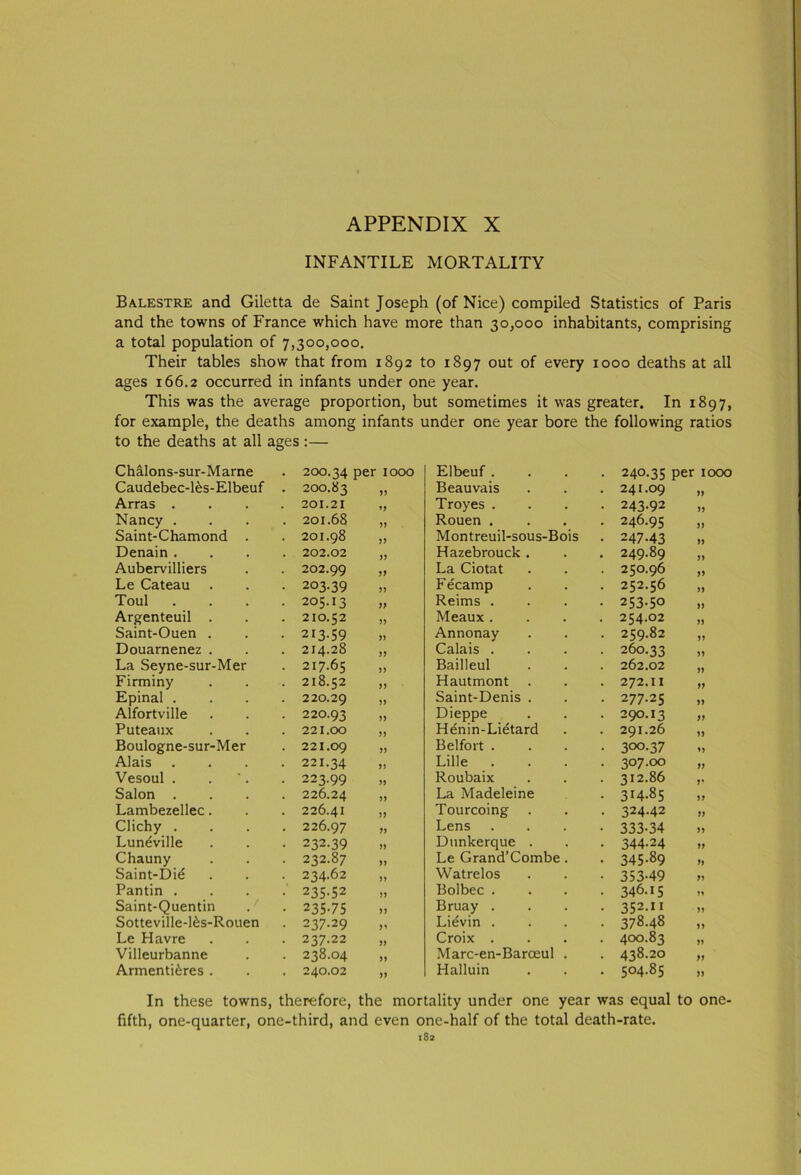 APPENDIX X
INFANTILE MORTALITY
BALESTRE and Giletta de Saint Joseph (of Nice) compiled Statistics of Paris
and the towns of France which have more than 30,000 inhabitants, comprising
a total population of 7,300,000.
Their tables show that from 1892 to 1897 out of every 1000 deaths at all
ages 166.2 occurred in infants under one year.
This was the average proportion, but sometimes it was greater. In 1897,
for example, the deaths among infants under one year bore the following ratios
to the deaths at all ages :—
Châlons-sur-Marne . 200.34 per 1000
Caudebec-lès-Elbeuf . 200.83 „
Arras . . . . 201.21 „
Nancy . . . . 201.68 „
Saint-Chamond . . 201.98 „
Denain . . . . 202.02 „
Aubervilliers . . 202.99 „
Le Cateau . . . 203.39 „
Toul . . . . 205.13 „
Argenteuil . . . 210.52 „
Saint-Ouen . . . 213.59 „
Douarnenez . . . 214.28 „
La Seyne-sur-Mer . 217.65 „
Firminy . . . 218.52 „
Epinal . . . . 220.29 „
Alfortville . . . 220.93 „
Puteaux . . . 221.00 „
Boulogne-sur-Mer . 221.09 „
Alais . . . . 221.34 „
Vesoul . . . . 223.99 „
Salon . . . . 226.24 „
Lambezellec . . . 226.41 „
Clichy . . . . 226.97 „
Lunéville . . . 232.39 „
Chauny . . . 232.87 „
Saint-Dié . . . 234.62 „
Pantin . . . . 235.52 „
Saint-Quentin . . 235.75 „
Sotteville-lès-Rouen . 237.29 „
Le Havre . . . 237.22 „
Villeurbanne . . 238.04 „
Armentières . . . 240.02 „
Elbeuf . . . . 240.35 per 1000
Beauvais . . . 241.09 „
Troyes . . . . 243.92 „
Rouen . . . . 246.95 „
Montreuil-sous-Bois . 247.43 „
Hazebrouck . . . 249.89 „
La Ciotat . . . 250.96 „
Fécamp . . . 252.56 „
Reims . . . . 253.50 „
Meaux . . . . 254.02 „
Annonay . . . 259.82 „
Calais . . . . 260.33 „
Bailleul . . . 262.02 „
Hautmont . . . 272.11 „
Saint-Denis . . . 277.25 „
Dieppe . . . 290.13 „
Hénin-Liétard . . 291.26 „
Belfort . . . . 300.37 „
Lille . . . . 307.00 „
Roubaix . . . 312.86 „
La Madeleine . 314.85 „
Tourcoing . . . 324.42 „
Lens . . . . 333.34 „
Dunkerque . . . 344.24 „
Le Grand'Combe . . 345.89 „
Watrelos . . . 353.49 „
Bolbec . . . . 346.15 „
Bruay . . . . 352.11 „
Liévin . . . . 378.48 „
Croix . . . . 400.83 „
Marc-en-Barœul . . 438.20 „
Halluin . . . 504.85 „
In these towns, therefore, the mortality under one year was equal to one-
fifth, one-quarter, one-third, and even one-half of the total death-rate.
182